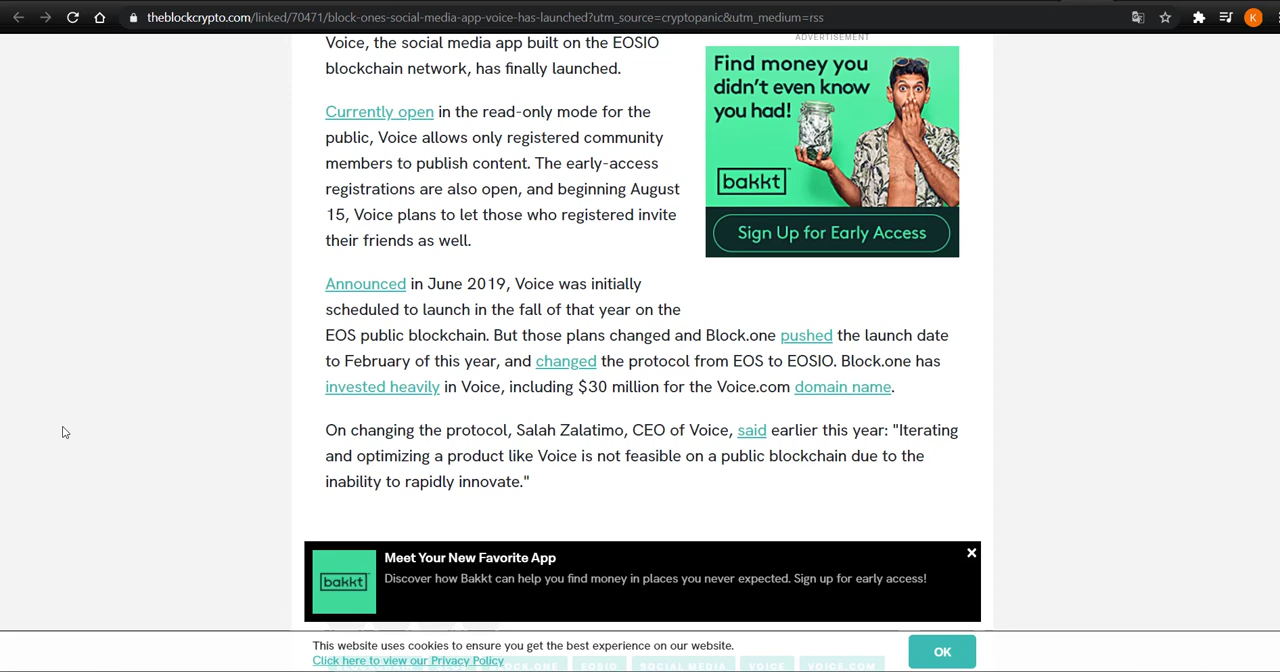 theblockcrypto.com/linked/70471/block-ones-social-media-app-voice-has-launched?utm_source=cryptopanic&utm_medium=rss
K
Voice, the social media app built on the EOSIO
blockchain network, has finally launched.
Currently open in the read-only mode for the
public, Voice allows only registered community
members to publish content. The early-access
registrations are also open, and beginning August
15, Voice plans to let those who registered invite
their friends as well.
ADVERTISEMENT
Find money you
didn't even know
you had!
bakkt
Sign Up for Early Access
Announced in June 2019, Voice was initially
scheduled to launch in the fall of that year on the
EOS public blockchain. But those plans changed and Block.one pushed the launch date
to February of this year, and changed the protocol from EOS to EOSIO. Block.one has
invested heavily in Voice, including $30 million for the Voice.com domain name.
On changing the protocol, Salah Zalatimo, CEO of Voice, said earlier this year: "Iterating
and optimizing a product like Voice is not feasible on a public blockchain due to the
inability to rapidly innovate."
bakkt
Meet Your New Favorite App
Discover how Bakkt can help you find money in places you never expected. Sign up for early access!
This website uses cookies to ensure you get the best experience on our website.
Click here to view our Privacy Policy
OK
EOSIO
SOCIAL MEDIA
VOICE
VOICE.COM